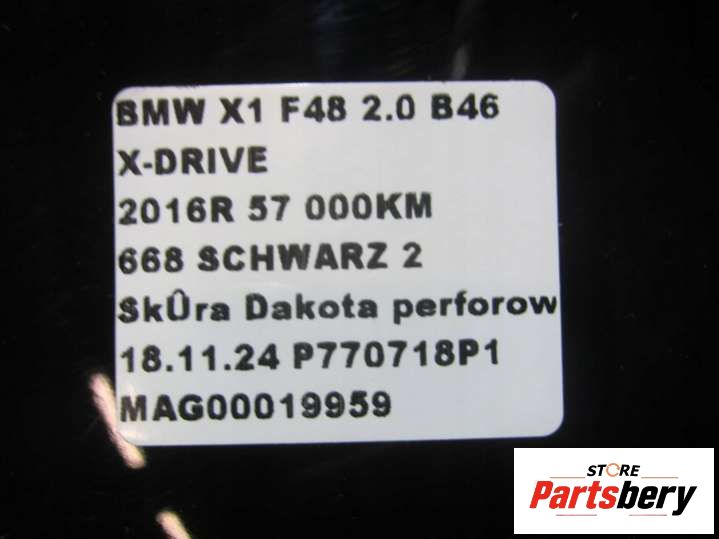 BMW X1 F48 2.0 B46
X-DRIVE
2016R 57 000KM
668 SCHWARZ 2
SkÛra Dakota perforow
18.11.24 P770718P1
MAG00019959
STORE
Partsbery